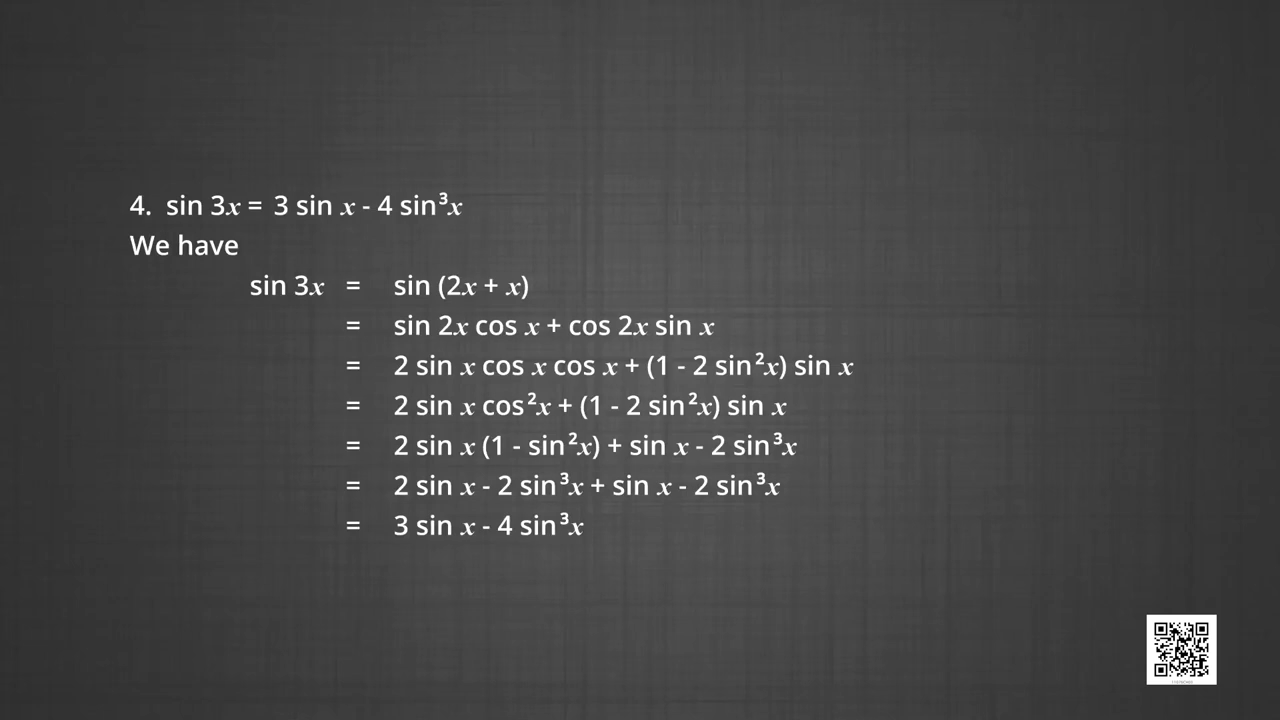 4. sin 3x = 3 sin x - 4 sin³x
We have
sin 3x = sin (2x + x)
= sin 2x cos x + cos 2x sin x
= 2 sin x cos x cos x + (1 - 2 sin²x) sin x
= 2 sin x cos²x + (1 - 2 sin²x) sin x
= 2 sin x (1 - sin²x) + sin x - 2 sin³x
= 2 sin x - 2 sin³x + sin x - 2 sin³x
= 3 sin x - 4 sin³x